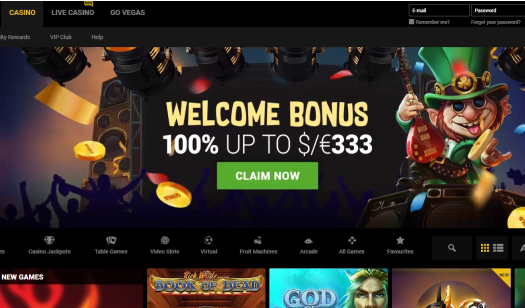 CASINO LIVE CASINO GO VEGAS
E-mail Password
Remember me? Forgot your password?
lty Rewards VIP Club Help
WELCOME BONUS
100% UP TO $/€333
CLAIM NOW
es Casino Jackpots Table Games Video Slots Virtual Fruit Machines Arcade All Games Favourites A
NEW GAMES
NEW
Rich Wilde
BOOK OF DEAD
GOD